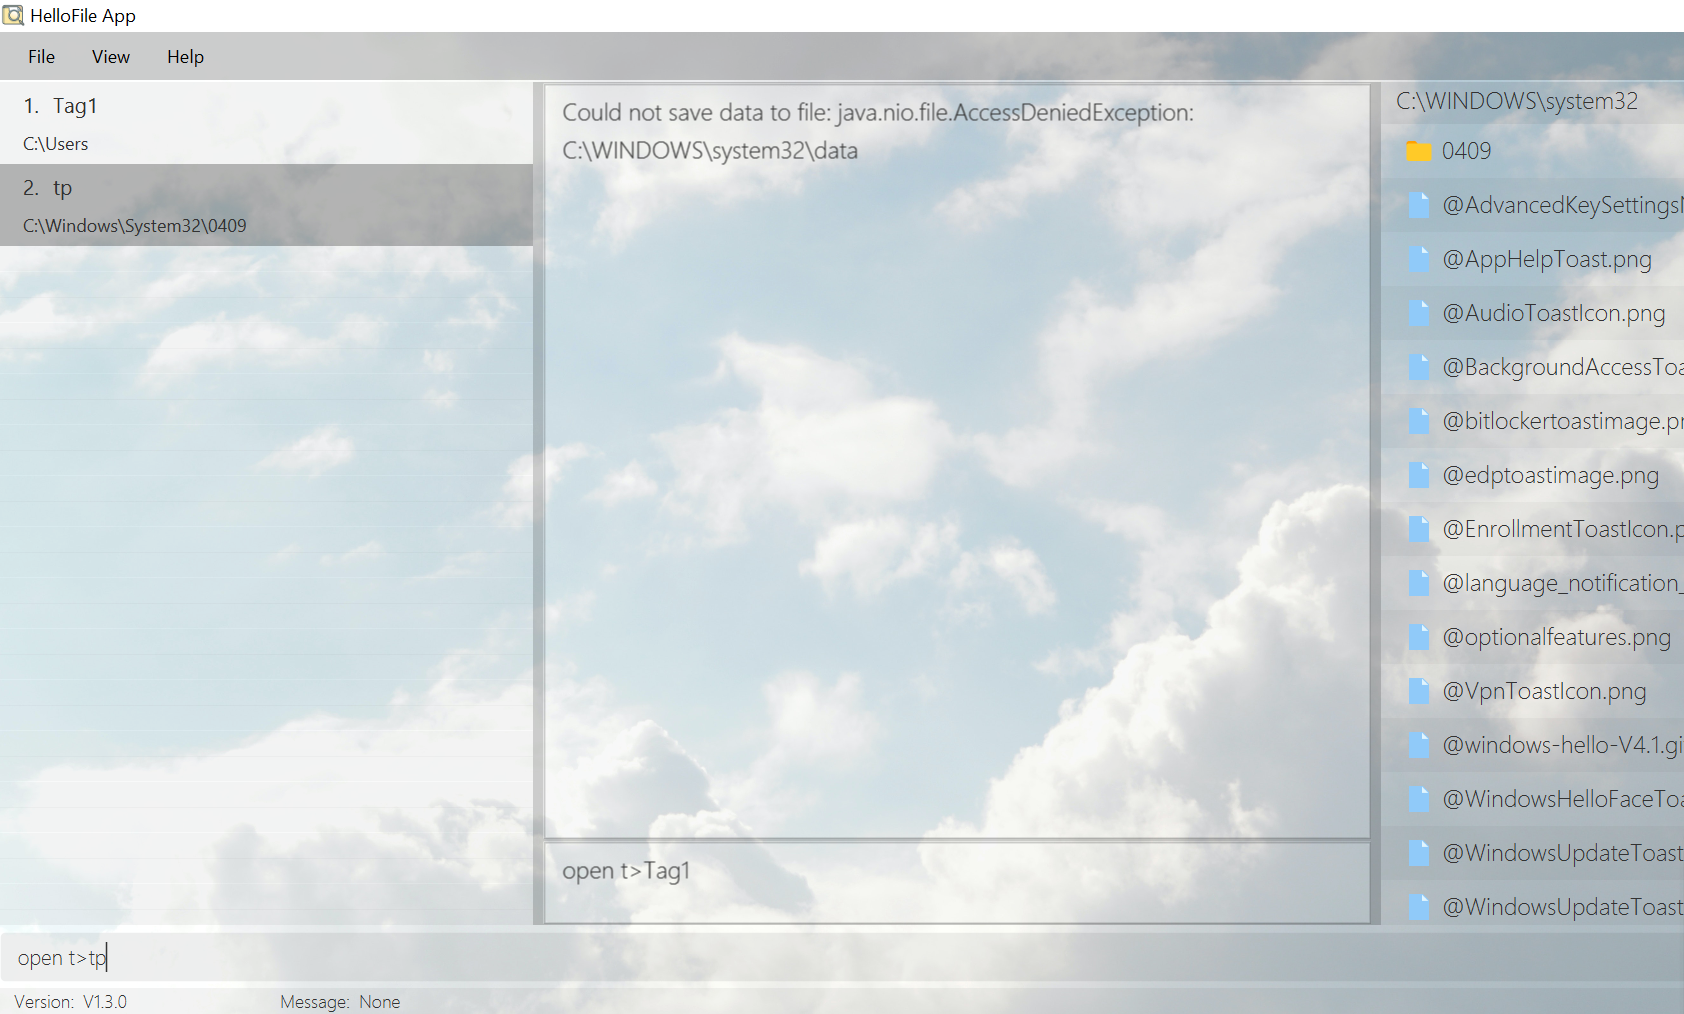 HelloFile App
File View Help
1. Tag1
C:\Users
2. tp
C:\Windows\System32\0409
Could not save data to file: java.nio.file.AccessDeniedException:
C:\WINDOWS\system32\data
open t>Tag1
C:\WINDOWS\system32
0409
@AdvancedKeySettings
@AppHelpToast.png
@AudioToastIcon.png
@BackgroundAccessToa
@bitlockertoastimage.pn
@edptoastimage.png
@EnrollmentToastIcon.p
@language_notification_
@optionalfeatures.png
@VpnToastIcon.png
@windows-hello-V4.1.gi
@WindowsHelloFaceToa
@WindowsUpdateToast
@WindowsUpdateToast
open t>tp
Version: V1.3.0 Message: None